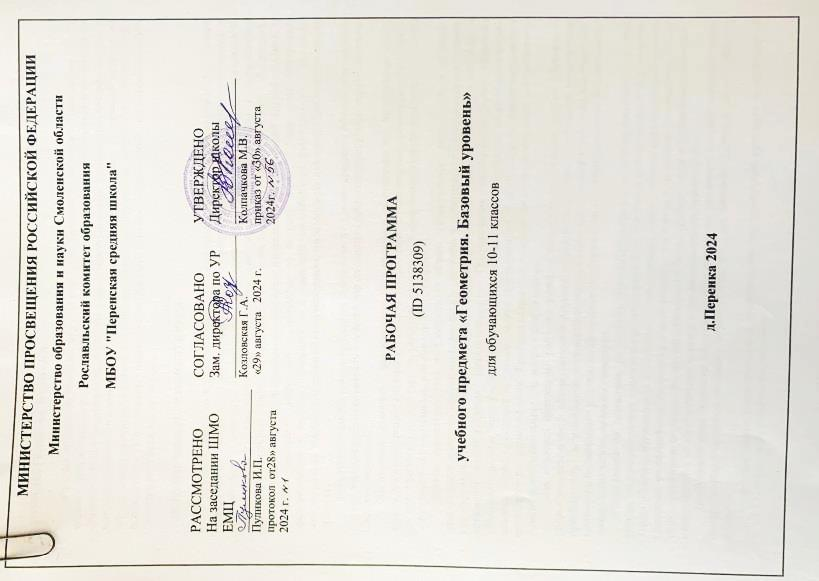 МИНИСТЕРСТВО ПРОСВЕЩЕНИЯ РОССИЙСКОЙ ФЕДЕРАЦИИ
Министерство образования и науки Смоленской области
Рославльский комитет образования
МБОУ "Перенская средняя школа"
РАССМОТРЕНО
На заседании ШМО
ЕМЦ
Пуликова
Пуликова И.П.
протокол от28» августа
2024 г. №1
СОГЛАСОВАНО
Зам. директора по УР
Козловская Г.А.
«29» августа 2024 г.
УТВЕРЖДЕНО
Директор школы
Колпачкова М.В.
приказ от «30» августа
2024г. №56
РАБОЧАЯ ПРОГРАММА
(ID 5138309)
учебного предмета «Геометрия. Базовый уровень»
для обучающихся 10-11 классов
д.Перенка 2024